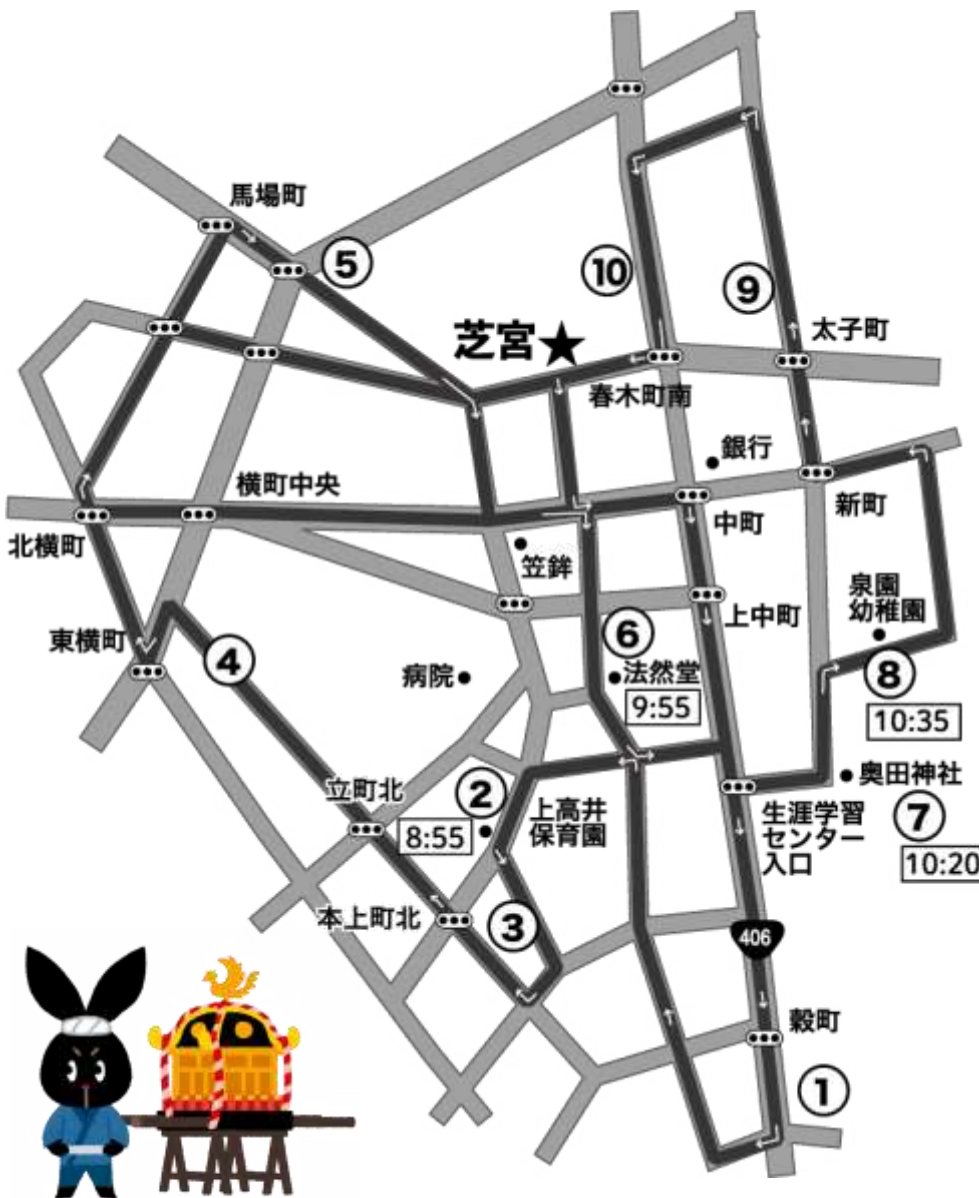 馬場町
⑤
⑩
⑨
芝宮★
太子町
春木町南
銀行
横町中央
新町
中町
北横町
笠鉾
泉園
幼稚園
上中町
東横町
④
⑥
病院
法然堂
9:55
⑧
10:35
立町北
②
8:55
上高井
保育園
奥田神社
⑦
10:20
生涯学習
センター
入口
本上町北
③
406
穀町
①